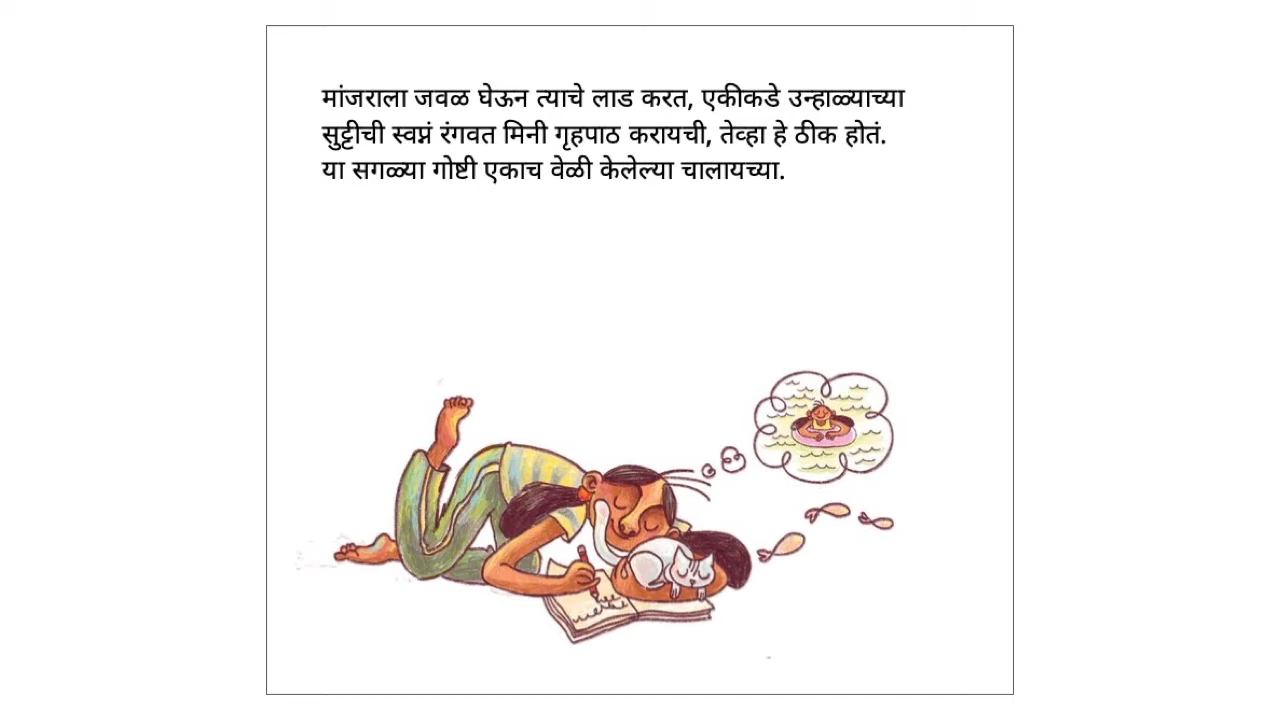 मांजराला जवळ घेऊन त्याचे लाड करत, एकीकडे उन्हाळ्याच्या
सुट्टीची स्वप्नं रंगवत मिनी गृहपाठ करायची, तेव्हा हे ठीक होतं.
या सगळ्या गोष्टी एकाच वेळी केलेल्या चालायच्या.